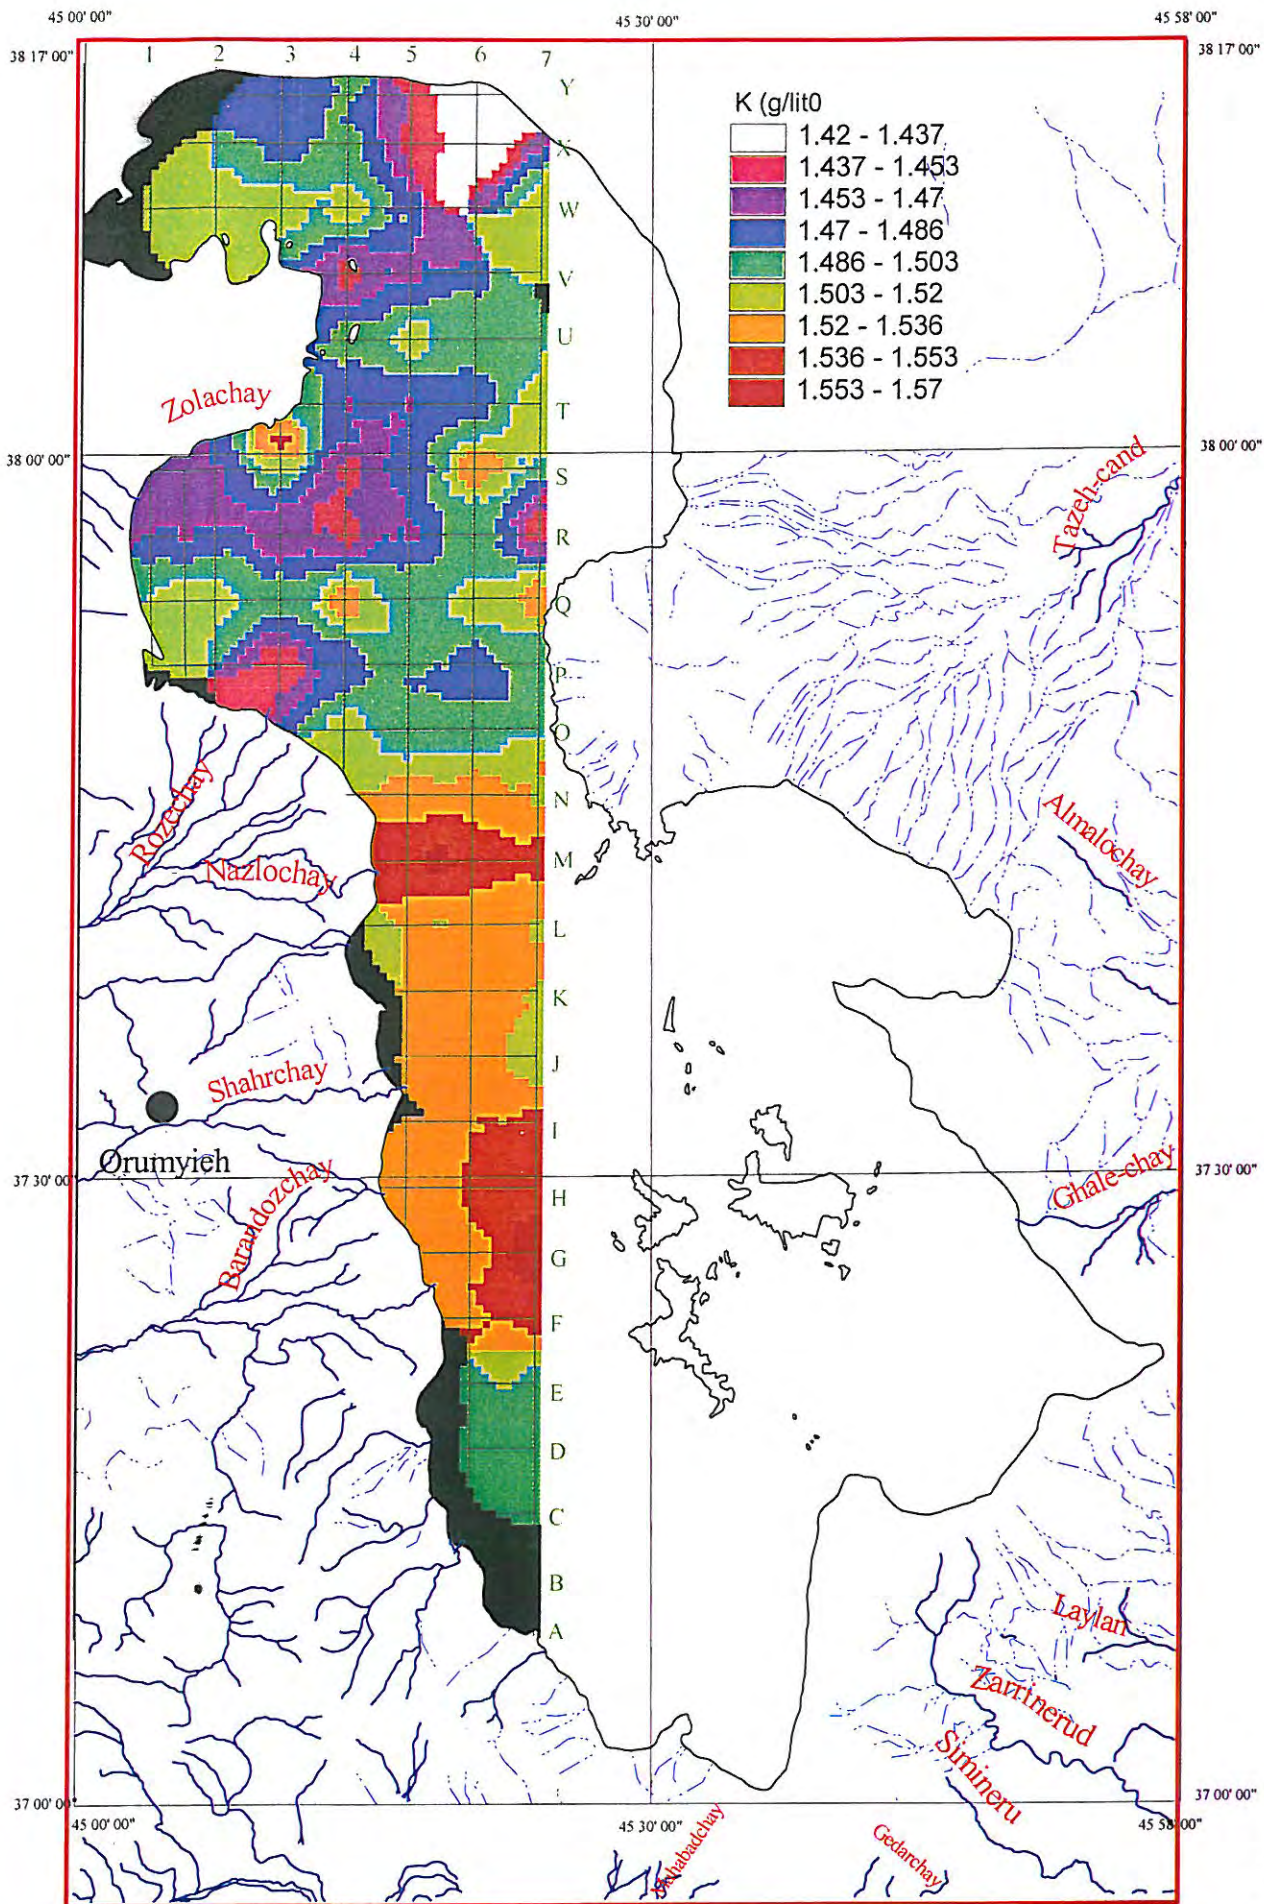 45 00' 00"
45 30' 00"
45 58' 00"
38 17' 00"
38 17' 00"
1 2 3 4 5 6 7
Y
X
W
V
U
T
S
R
Q
P
O
N
M
L
K
J
I
H
G
F
E
D
C
B
A
K (g/lit0
1.42 - 1.437
1.437 - 1.453
1.453 - 1.47
1.47 - 1.486
1.486 - 1.503
1.503 - 1.52
1.52 - 1.536
1.536 - 1.553
1.553 - 1.57
Zolachay
38 00' 00"
38 00' 00"
Tazeh-cand
Rozechay
Nazlochay
Almalochay
Shahrchay
Orumyieh
37 30' 00"
37 30' 00"
Barandozchay
Ghale-chay
Laylan
Zarrinerud
Simineru
37 00' 00"
37 00' 00"
45 00' 00"
45 30' 00"
45 58' 00"
Mahabadchay
Gedarchay